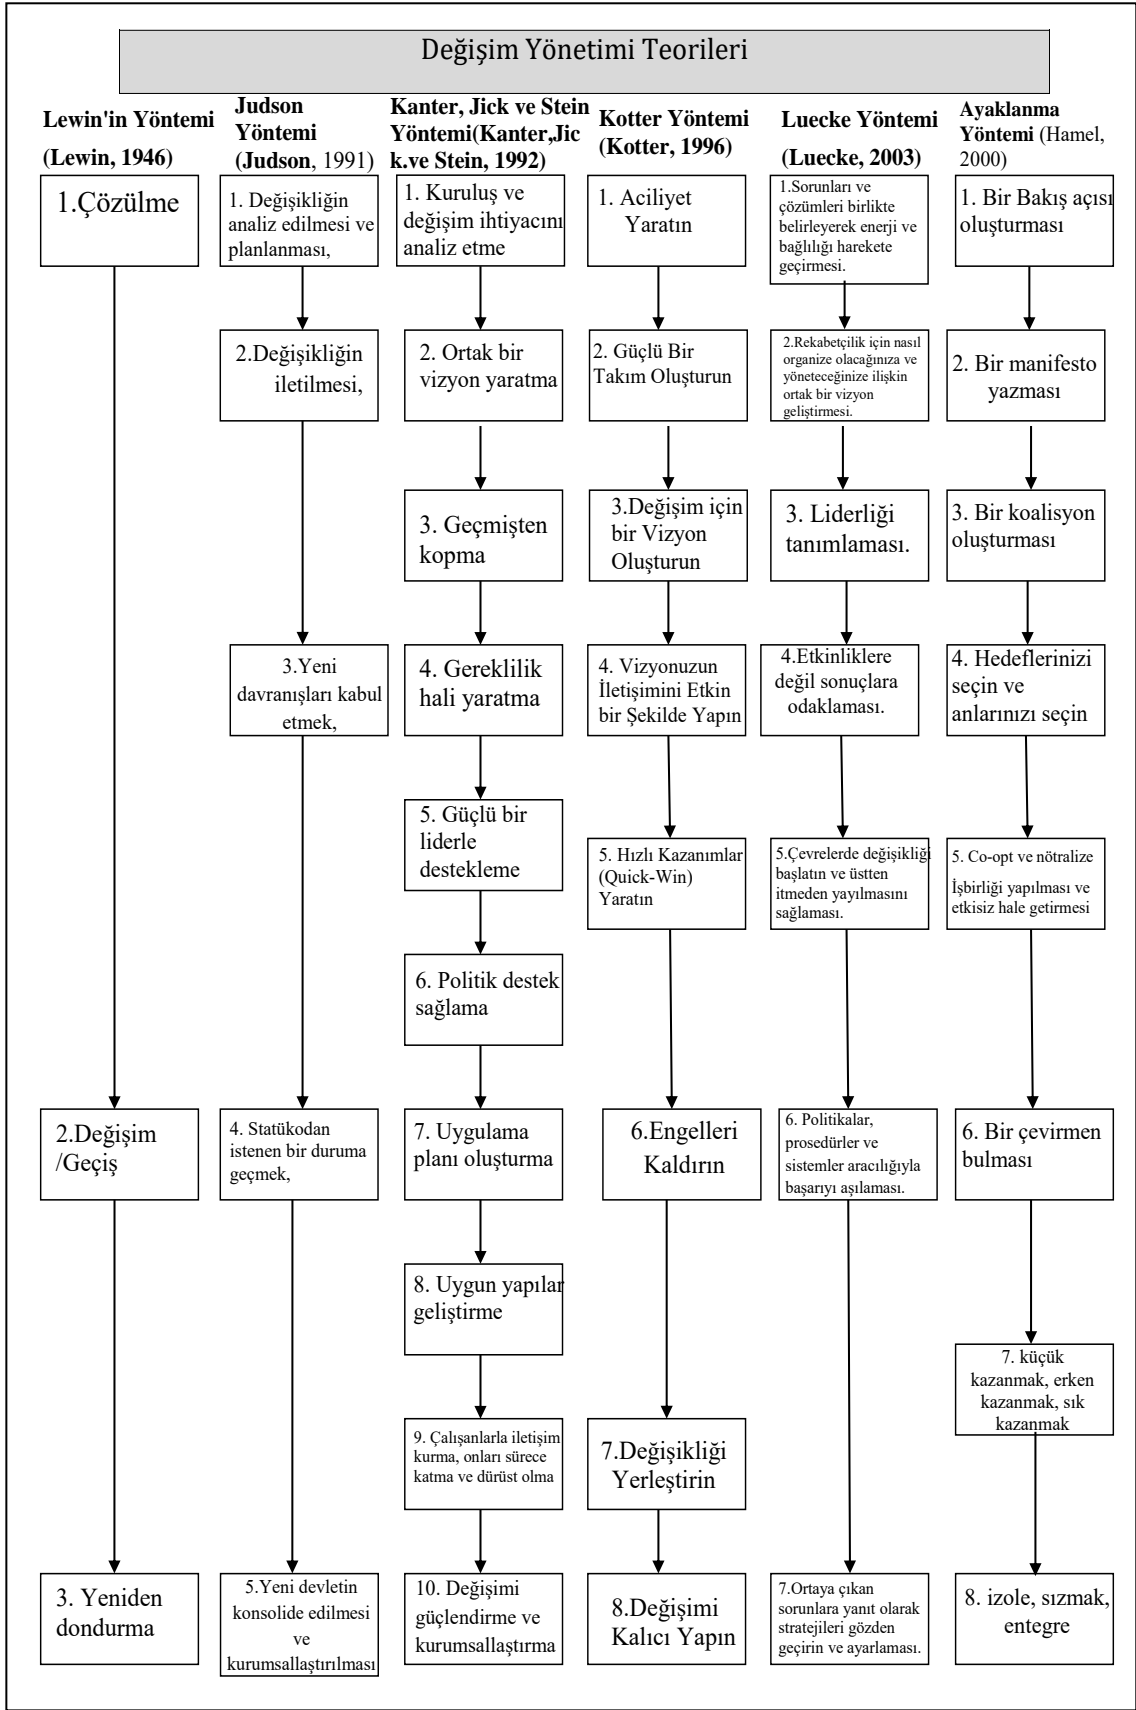 Değişim Yönetimi Teorileri
Lewin'in Yöntemi
(Lewin, 1946)
Judson
Yöntemi
(Judson, 1991)
Kanter, Jick ve Stein
Yöntemi(Kanter,Jic
k.ve Stein, 1992)
Kotter Yöntemi
(Kotter, 1996)
Luecke Yöntemi
(Luecke, 2003)
Ayaklanma
Yöntemi (Hamel,
2000)
1.Çözülme
1. Değişikliğin
analiz edilmesi ve
planlanması,
1. Kuruluş ve
değişim ihtiyacını
analiz etme
1. Aciliyet
Yaratın
1.Sorunları ve
çözümleri birlikte
belirleyerek enerji ve
bağlılığı harekete
geçirmesi.
1. Bir Bakış açısı
oluşturması
2.Değişikliğin
iletilmesi,
2. Ortak bir
vizyon yaratma
2. Güçlü Bir
Takım Oluşturun
2.Rekabetçilik için nasıl
organize olacağınıza ve
yöneteceğinize ilişkin
ortak bir vizyon
geliştirmesi.
2. Bir manifesto
yazması
3. Geçmişten
kopma
3.Değişim için
bir Vizyon
Oluşturun
3. Liderliği
tanımlaması.
3. Bir koalisyon
oluşturması
3.Yeni
davranışları kabul
etmek,
4. Gereklilik
hali yaratma
4. Vizyonuzun
İletişimini Etkin
bir Şekilde Yapın
4.Etkinliklere
değil sonuçlara
odaklaması.
4. Hedeflerinizi
seçin ve
anlarınızı seçin
5. Güçlü bir
liderle
destekleme
5. Hızlı Kazanımlar
(Quick-Win)
Yaratın
5.Çevrelerde değişikliği
başlatın ve üstten
itmeden yayılmasını
sağlaması.
5. Co-opt ve nötralize
İşbirliği yapılması ve
etkisiz hale getirmesi
6. Politik destek
sağlama
2.Değişim
/Geçiş
4. Statükodan
istenen bir duruma
geçmek,
7. Uygulama
planı oluşturma
6.Engelleri
Kaldırın
6. Politikalar,
prosedürler ve
sistemler aracılığıyla
başarıyı aşılaması.
6. Bir çevirmen
bulması
8. Uygun yapılar
geliştirme
7. küçük
kazanmak, erken
kazanmak, sık
kazanmak
9. Çalışanlarla iletişim
kurma, onları sürece
katma ve dürüst olma
7.Değişikliği
Yerleştirin
3. Yeniden
dondurma
5.Yeni devletin
konsolide edilmesi
ve
kurumsallaştırılması
10. Değişimi
güçlendirme ve
kurumsallaştırma
8.Değişimi
Kalıcı Yapın
7.Ortaya çıkan
sorunlara yanıt olarak
stratejileri gözden
geçirin ve ayarlaması.
8. izole, sızmak,
entegre